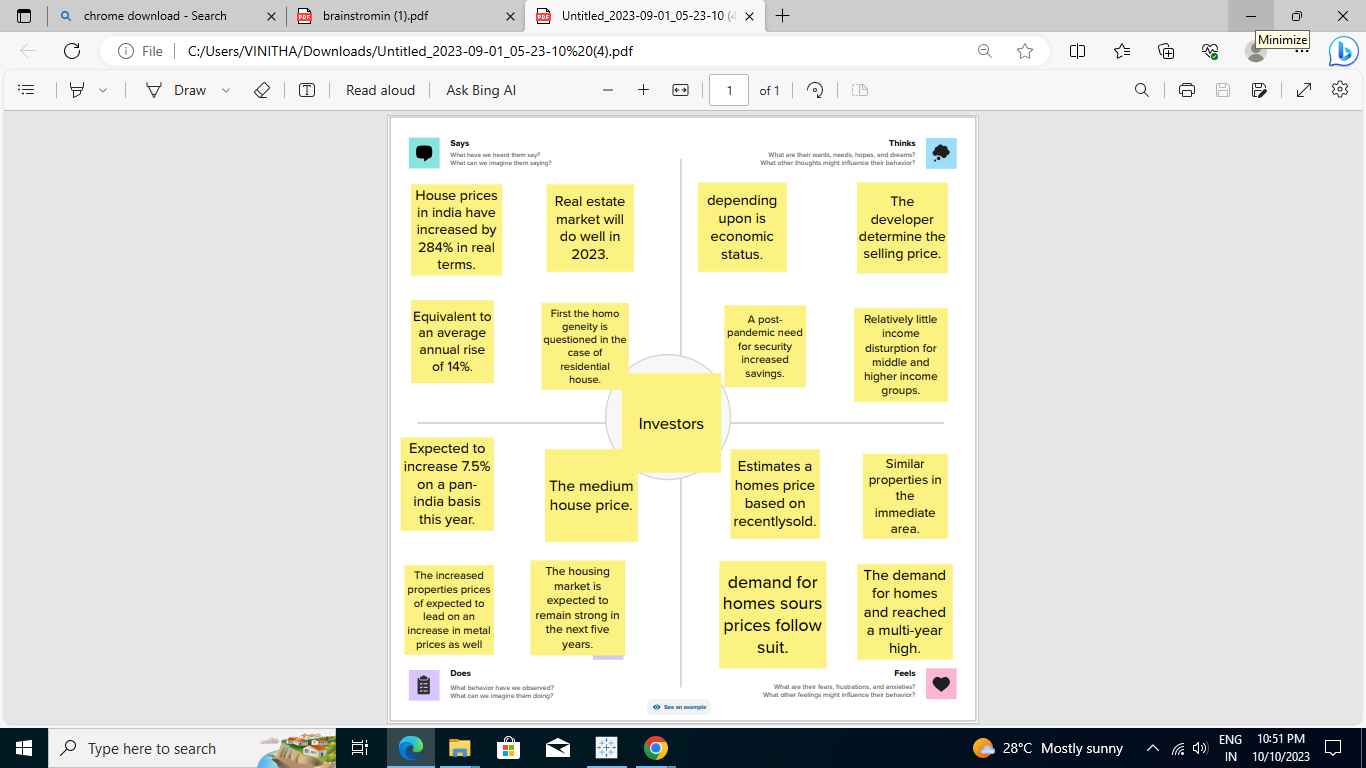 chrome download - Search
brainstromin (1).pdf
Untitled_2023-09-01_05-23-10 (4
Minimize
File
C:/Users/VINITHA/Downloads/Untitled_2023-09-01_05-23-10%20(4).pdf
Draw
Read aloud
Ask Bing AI
1
of 1
Says
What have we heard them say?
What can we imagine them saying?
Thinks
What are their wants, needs, hopes, and dreams?
What other thoughts might influence their behavior?
House prices
in india have
increased by
284% in real
terms.
Real estate
market will
do well in
2023.
depending
upon is
economic
status.
The
developer
determine the
selling price.
Equivalent to
an average
annual rise
of 14%.
First the homo
geneity is
questioned in the
case of
residential
house.
A post-
pandemic need
for security
increased
savings.
Relatively little
income
disturption for
middle and
higher income
groups.
Investors
Expected to
increase 7.5%
on a pan-
india basis
this year.
The medium
house price.
Estimates a
homes price
based on
recentlysold.
Similar
properties in
the
immediate
area.
The increased
properties prices
of expected to
lead on an
increase in metal
prices as well
The housing
market is
expected to
remain strong in
the next five
years.
demand for
homes sours
prices follow
suit.
The demand
for homes
and reached
a multi-year
high.
Does
What behavior have we observed?
What can we imagine them doing?
Feels
What are their fears, frustrations, and anxieties?
What other feelings might influence their behavior?
See an example
Type here to search
28°C Mostly sunny
ENG
IN
10:51 PM
10/10/2023